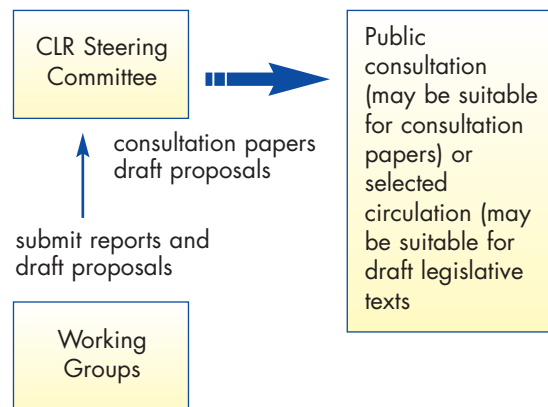 CLR Steering
Committee
Public
consultation
(may be suitable
for consultation
papers) or
selected
circulation (may
be suitable for
draft legislative
texts
consultation papers
draft proposals
submit reports and
draft proposals
Working
Groups